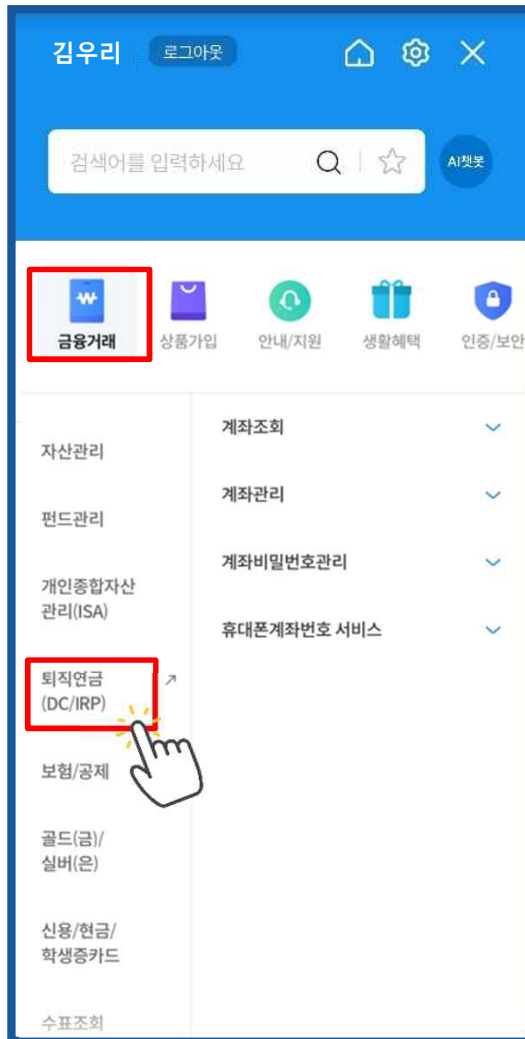 김우리
로그아웃
검색어를 입력하세요
AI챗봇
금융거래
상품가입
안내/지원
생활혜택
인증/보안
자산관리
펀드관리
개인종합자산
관리(ISA)
퇴직연금
(DC/IRP)
보험/공제
골드(금)/
실버(은)
신용/현금/
학생증카드
수표조회
계좌조회
계좌관리
계좌비밀번호관리
휴대폰계좌번호 서비스